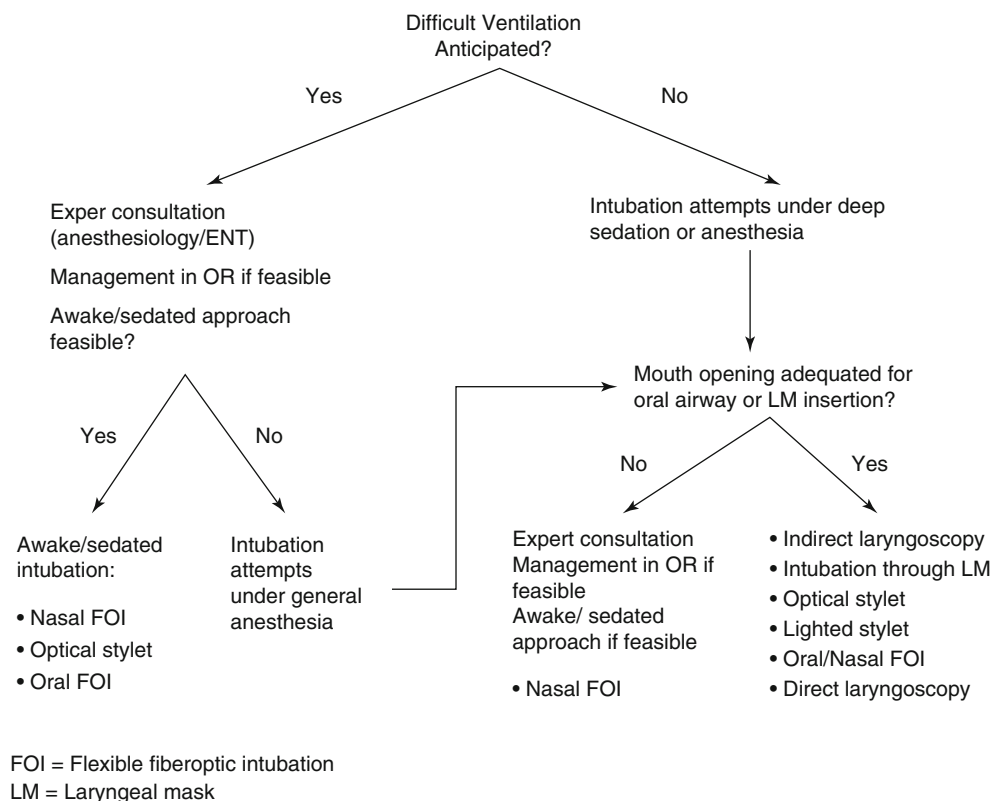 Difficult Ventilation
Anticipated?
Yes
No
Exper consultation
(anesthesiology/ENT)
Management in OR if feasible
Awake/sedated approach
feasible?
Intubation attempts under deep
sedation or anesthesia
Mouth opening adequated for
oral airway or LM insertion?
Yes
No
No
Yes
Awake/sedated
intubation:
• Nasal FOI
• Optical stylet
• Oral FOI
Intubation
attempts
under general
anesthesia
Expert consultation
Management in OR if
feasible
Awake/ sedated
approach if feasible
• Nasal FOI
• Indirect laryngoscopy
• Intubation through LM
• Optical stylet
• Lighted stylet
• Oral/Nasal FOI
• Direct laryngoscopy
FOI = Flexible fiberoptic intubation
LM = Laryngeal mask